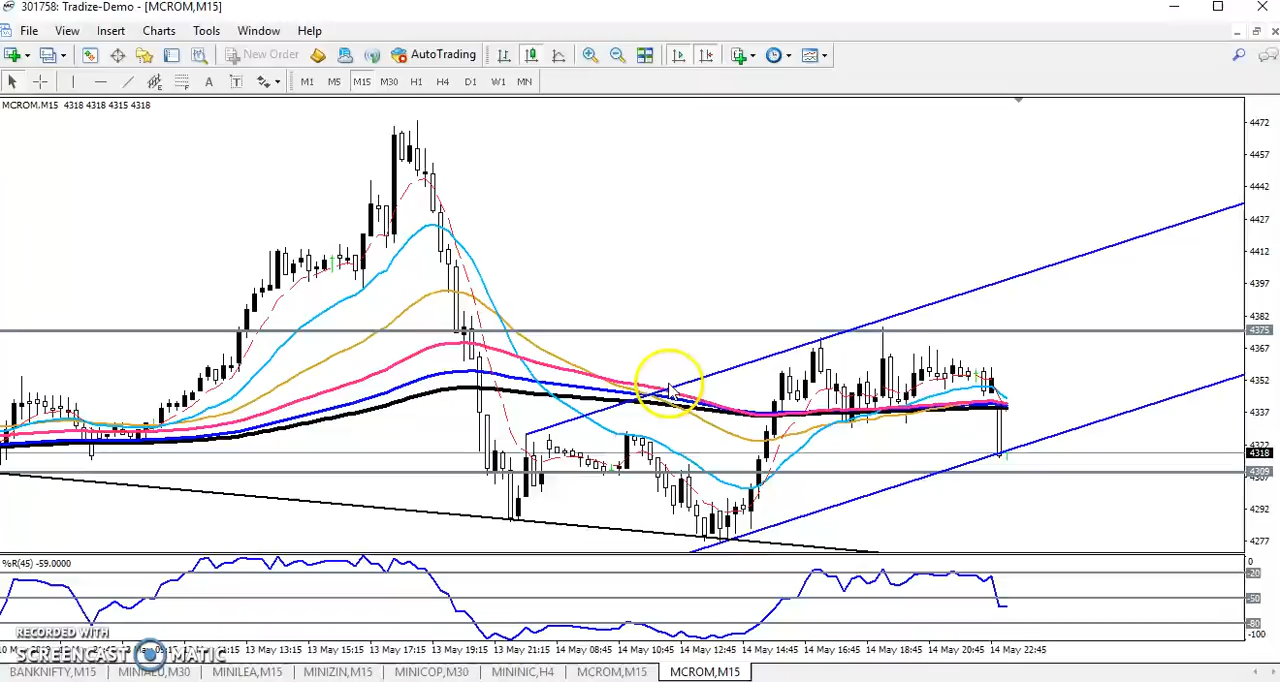 301758: Tradize-Demo - [MCROM,M15]
File View Insert Charts Tools Window Help
New Order AutoTrading
A T M1 M5 M15 M30 H1 H4 D1 W1 MN
MCROM,M15 4318 4318 4315 4318
4472
4457
4442
4427
4412
4397
4382
4375
4367
4352
4337
4322
4318
4309
4307
4292
4277
%R(45) -59.0000
0
-20
-50
-80
-100
RECORDED WITH
SCREENCAST MATIC
13 May 13:15 13 May 15:15 13 May 17:15 13 May 19:15 13 May 21:15 14 May 08:45 14 May 10:45 14 May 12:45 14 May 14:45 14 May 16:45 14 May 18:45 14 May 20:45 14 May 22:45
BANKNIFTY,M15 MINIALU,M30 MINILEA,M15 MINIZIN,M15 MINICOP,M30 MININIC,H4 MCROM,M15 MCROM,M15